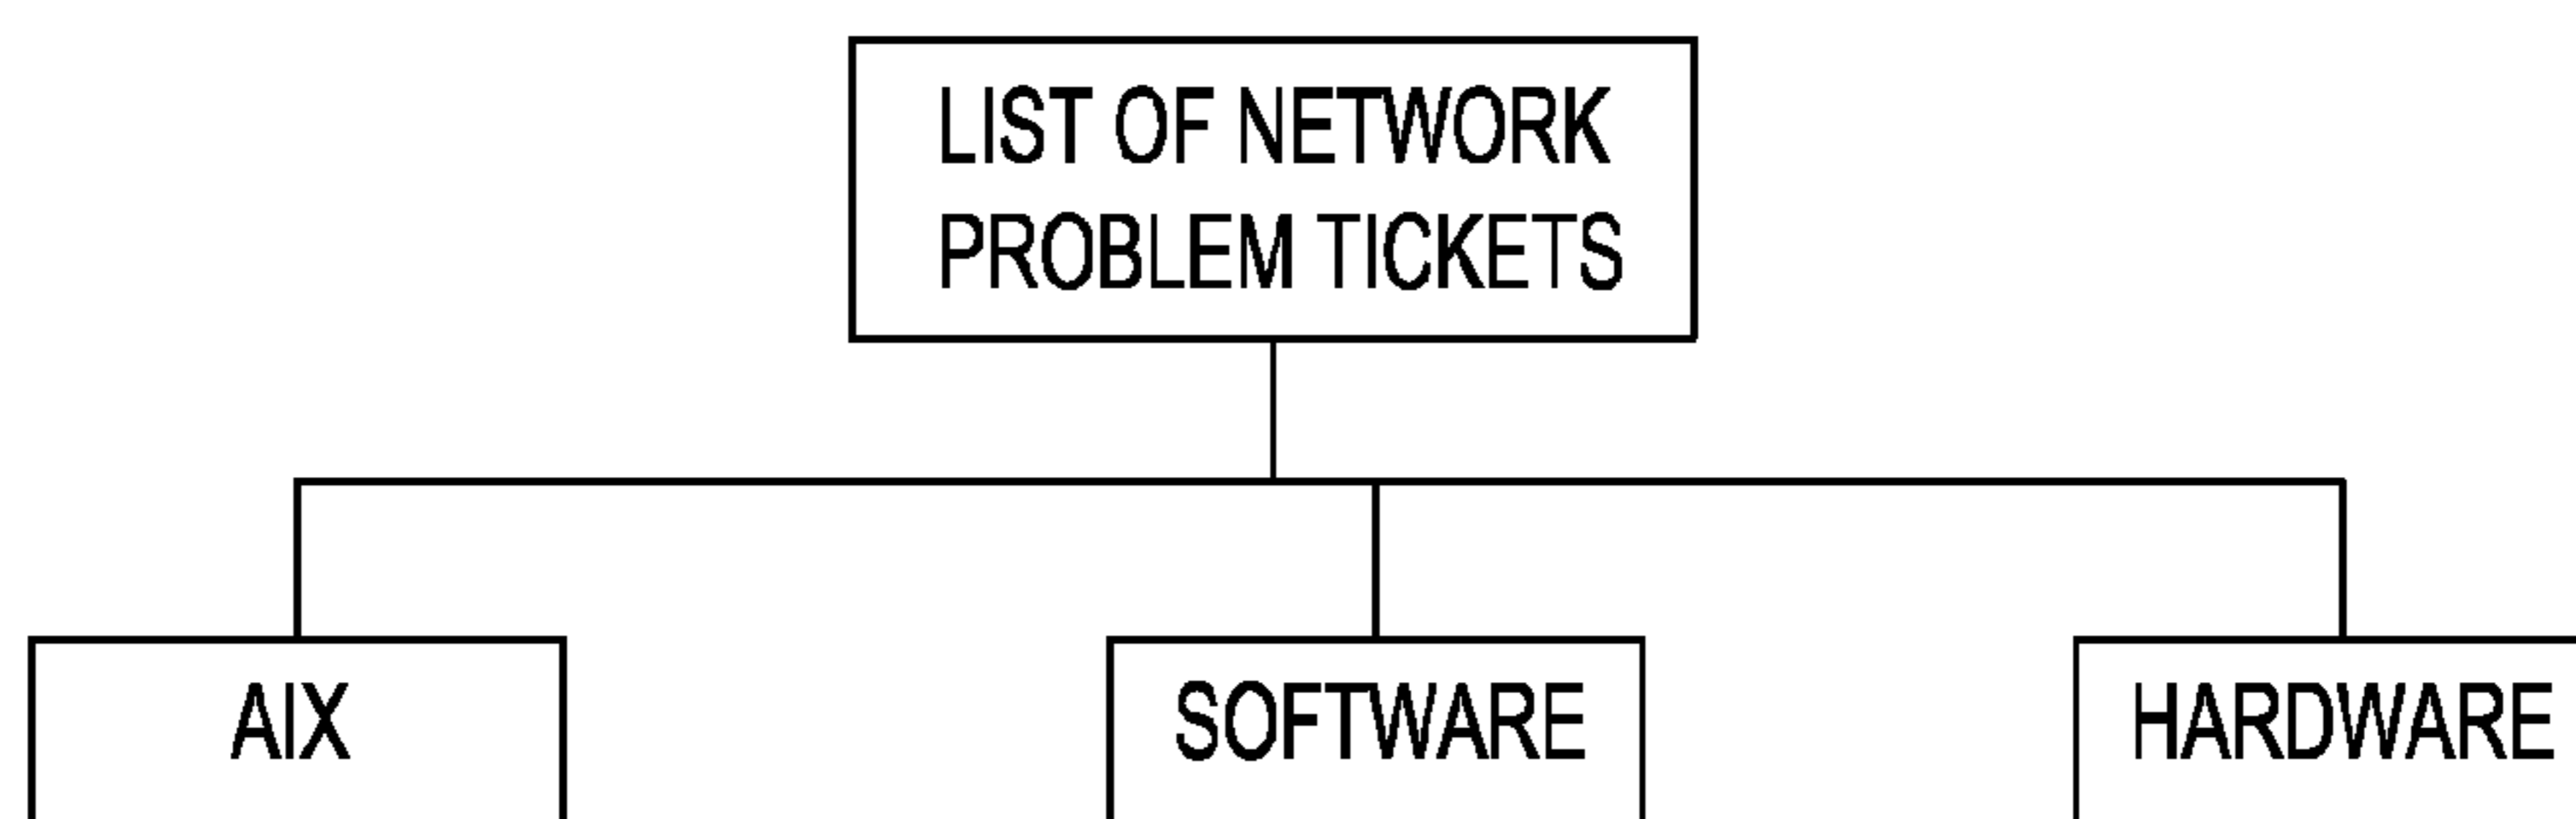 LIST OF NETWORK
PROBLEM TICKETS
AIX
SOFTWARE
HARDWARE